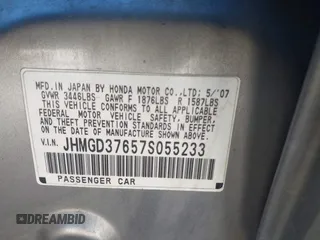 MFD.IN JAPAN BY HONDA MOTOR CO.,LTD; 5/'07
GVWR 3446LBS GAWR F 1876LBS R 1587LBS
THIS VEHICLE CONFORMS TO ALL APPLICABLE
FEDERAL MOTOR VEHICLE SAFETY, BUMPER,
AND THEFT PREVENTION STANDARDS IN EFFECT
ON THE DATE OF MANUFACTURE SHOWN ABOVE.
V.I.N. JHMGD37657S055233
PASSENGER CAR
DREAMBID